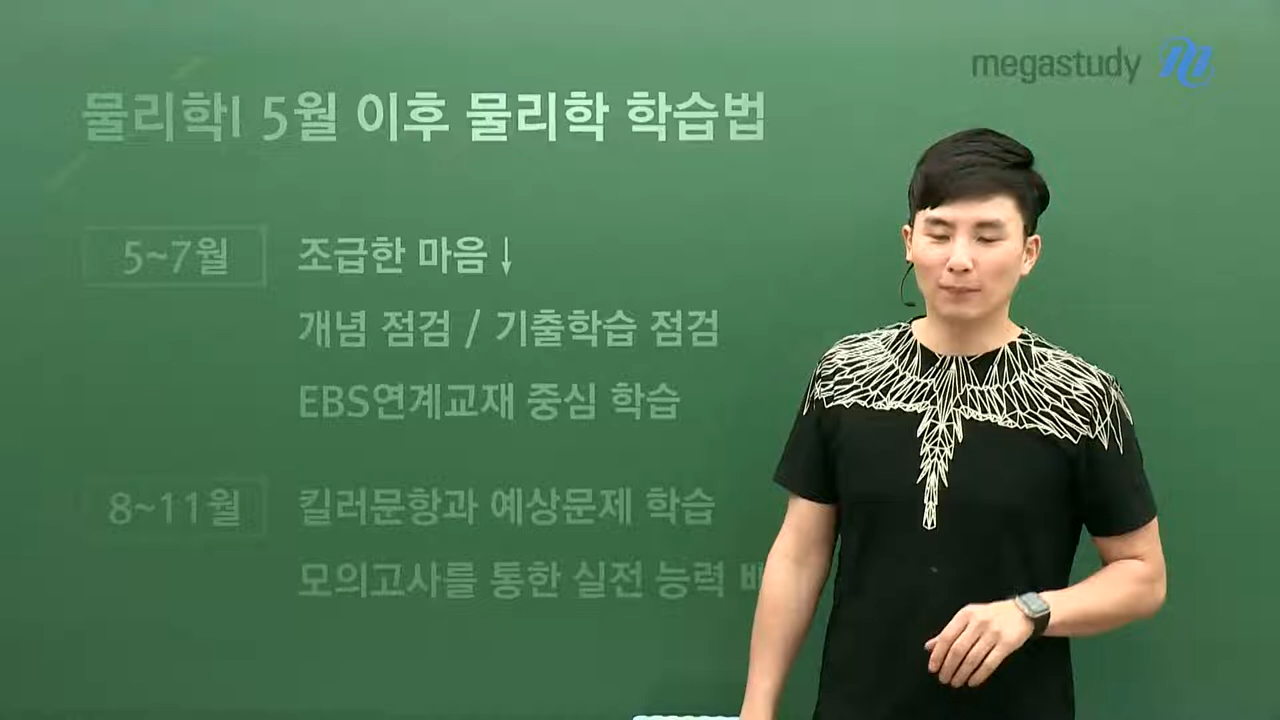 megastudy
물리학I 5월 이후 물리학 학습법
5~7월 조급한 마음↓
개념 점검 / 기출학습 점검
EBS연계교재 중심 학습
8~11월 킬러문항과 예상문제 학습
모의고사를 통한 실전 능력